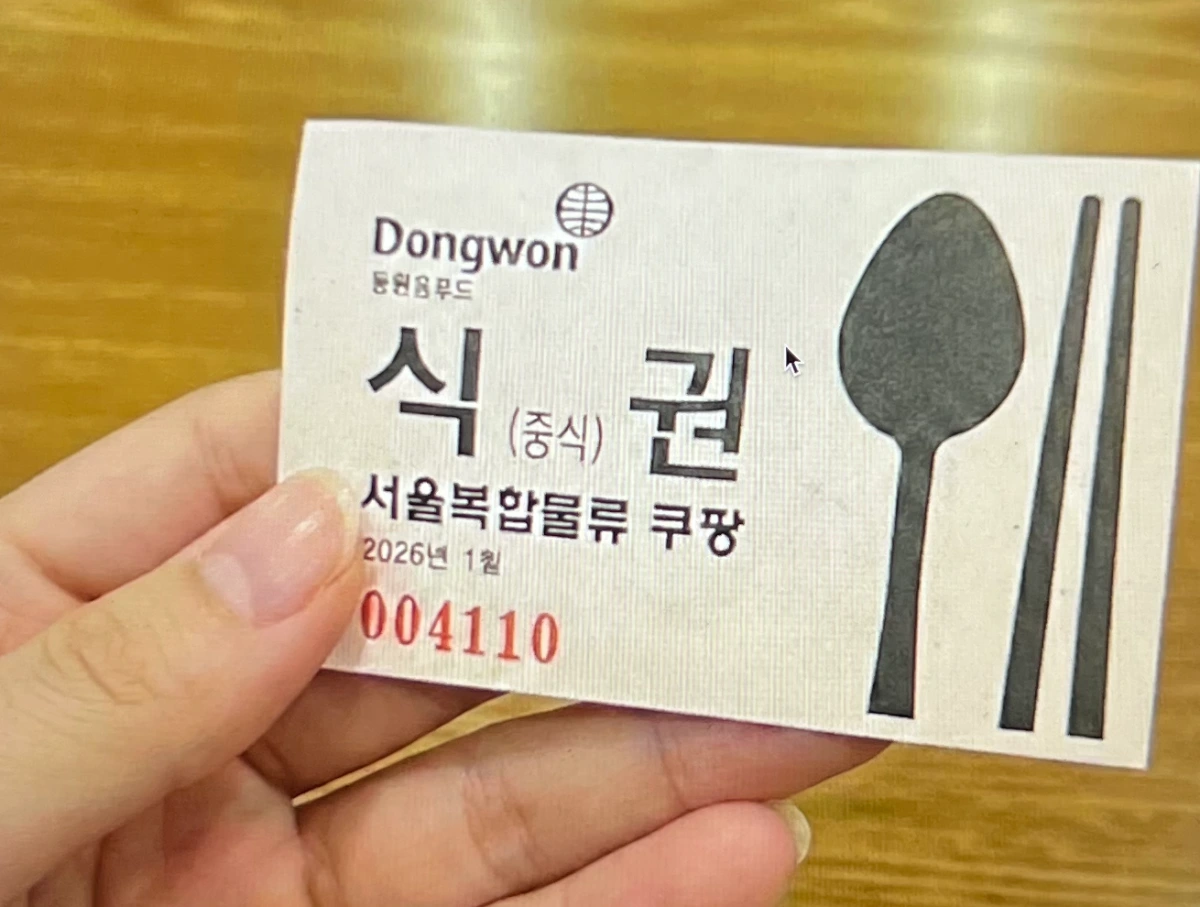 Dongwon
동원홈푸드
식 (중식) 권
서울복합물류 쿠팡
2026년 1월
004110